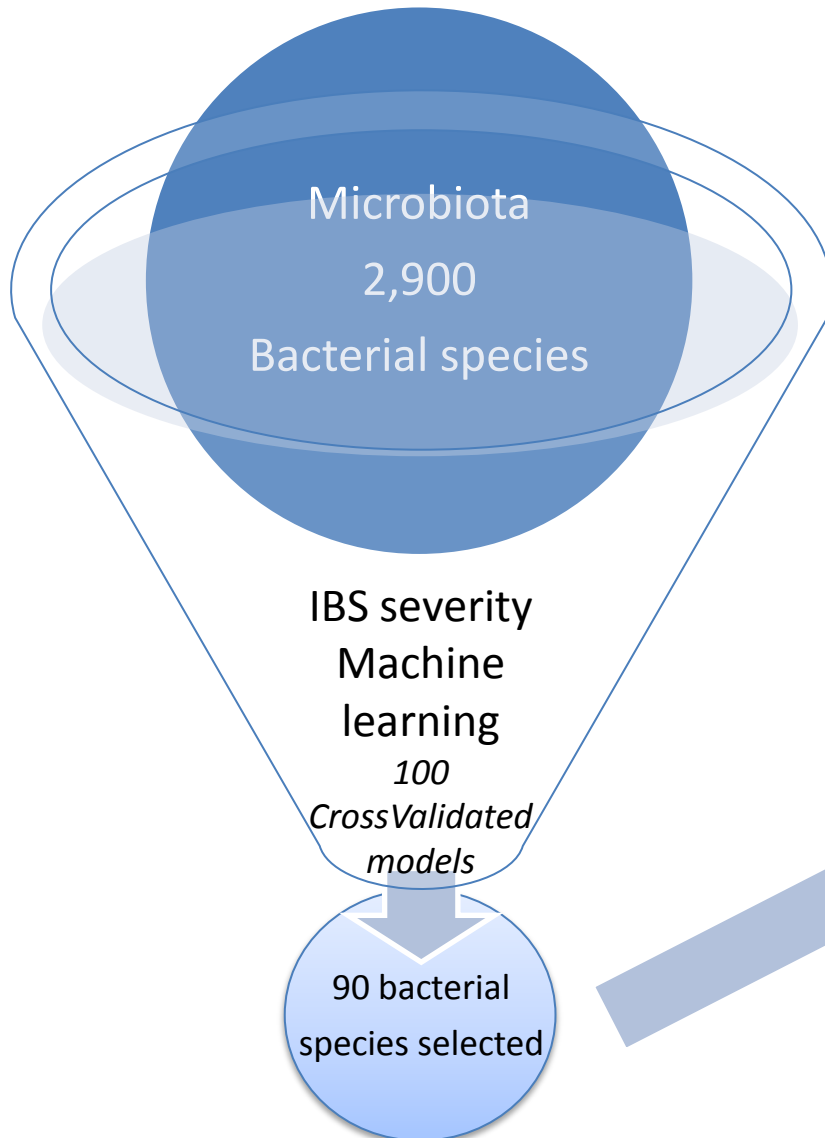 Microbiota
2,900
Bacterial species
IBS severity
Machine
learning
100
CrossValidated
models
90 bacterial
species selected